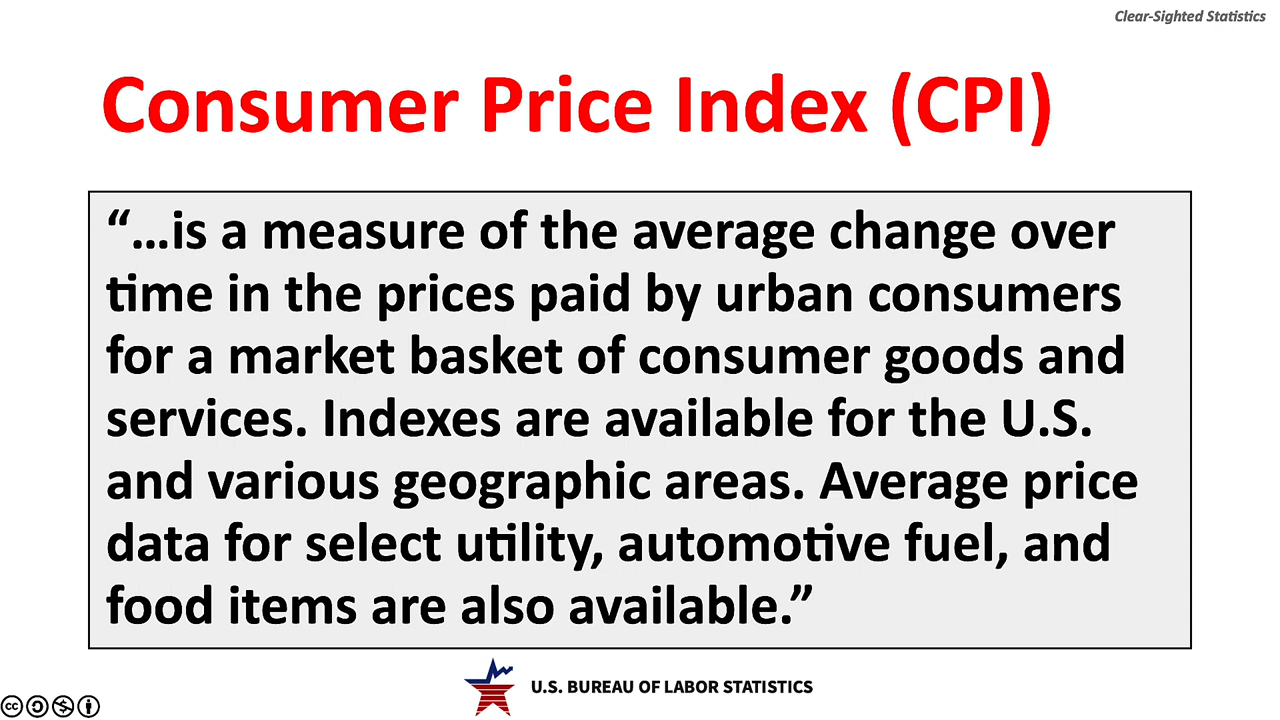 Clear-Sighted Statistics
Consumer Price Index (CPI)
“…is a measure of the average change over
time in the prices paid by urban consumers
for a market basket of consumer goods and
services. Indexes are available for the U.S.
and various geographic areas. Average price
data for select utility, automotive fuel, and
food items are also available.”
U.S. BUREAU OF LABOR STATISTICS
cc